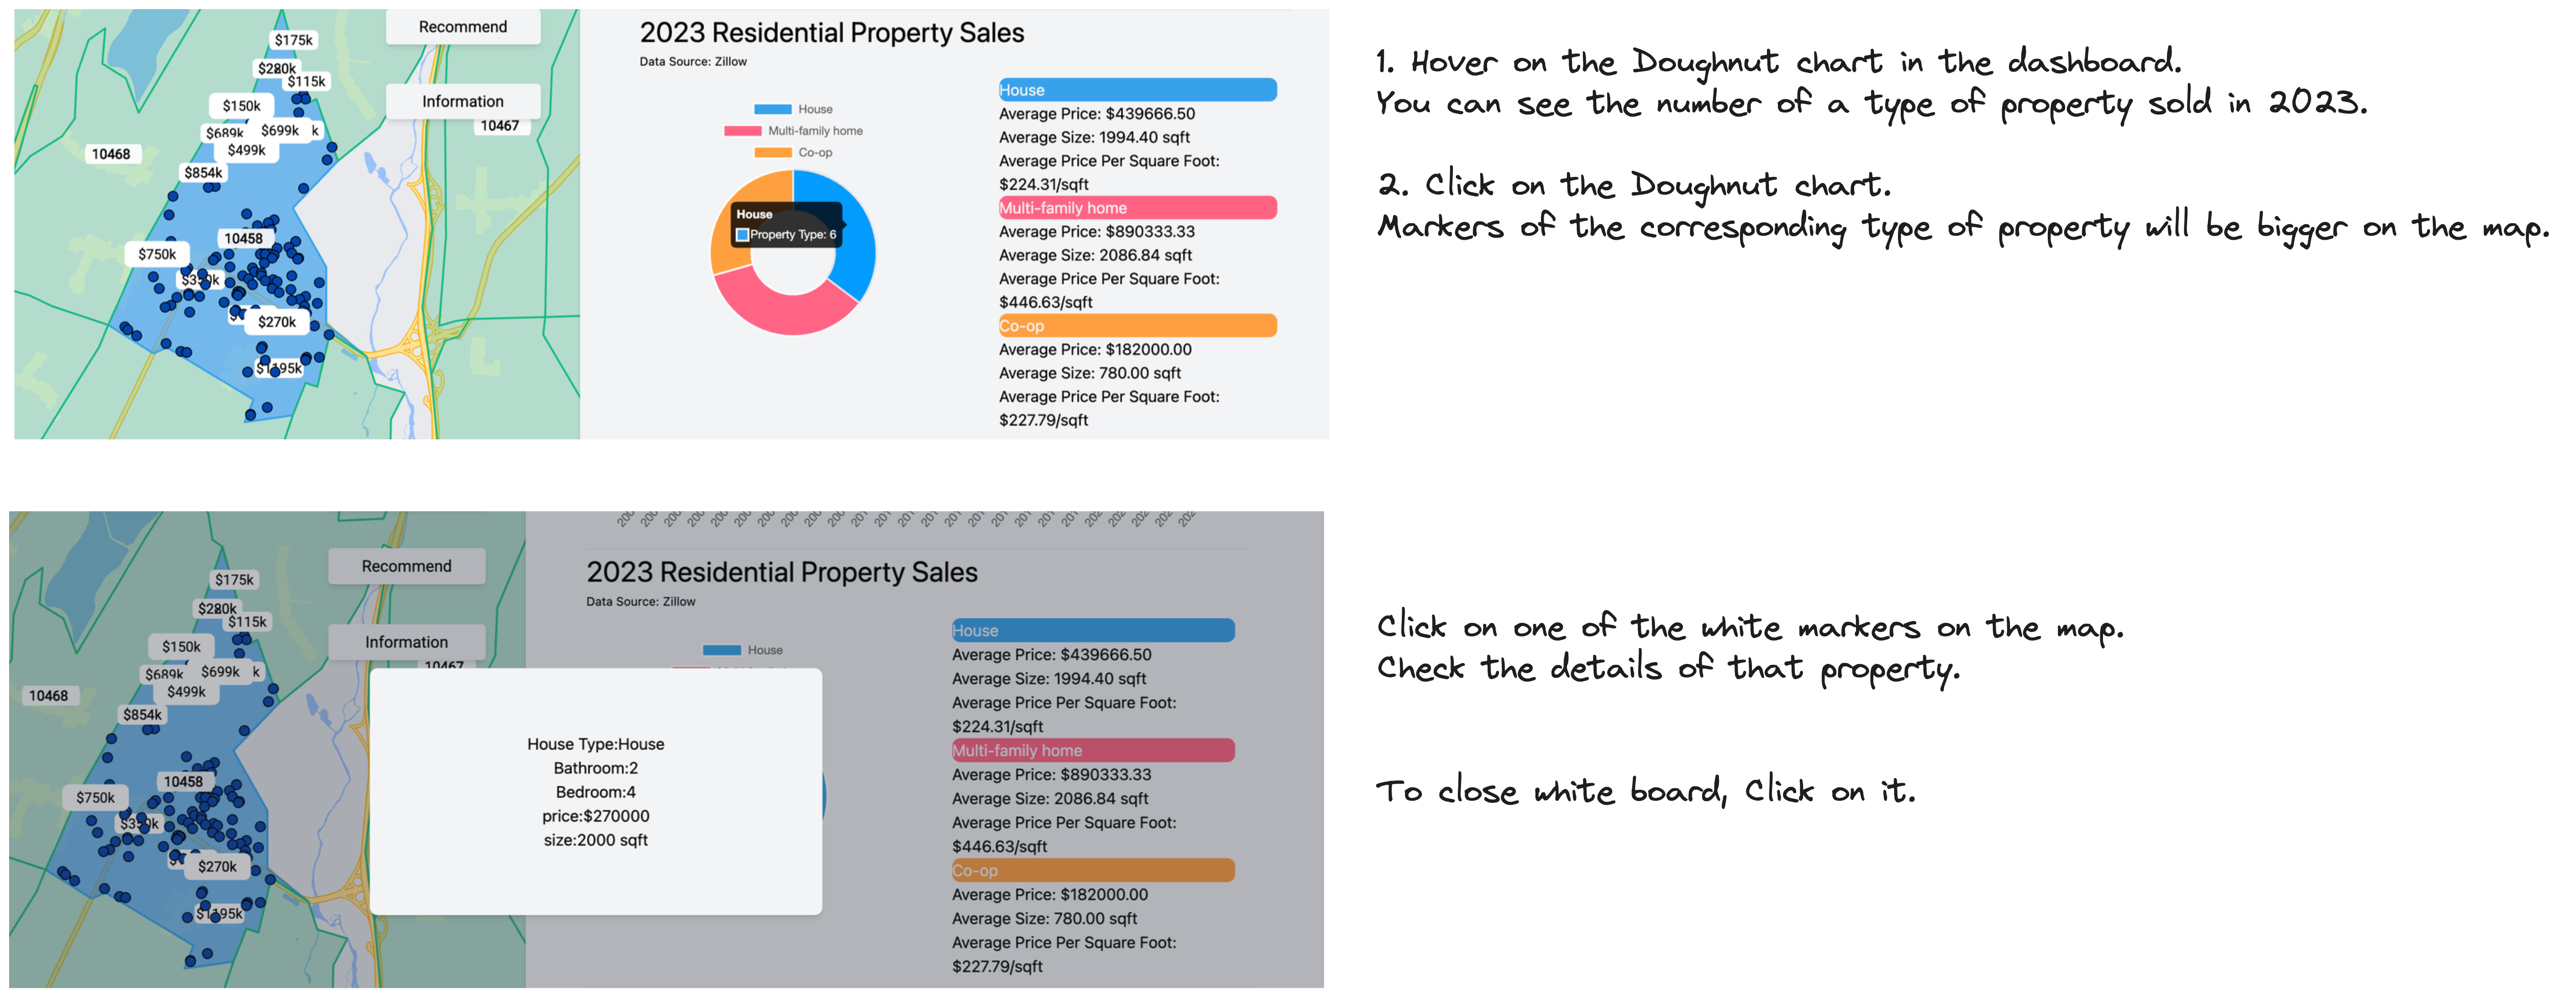 $175k
$280k
$115k
$150k
$689k
$699k
k
$499k
10468
$854k
10458
$750k
$270k
Recommend
Information
10467
2023 Residential Property Sales
Data Source: Zillow
House
Multi-family home
Co-op
House
Property Type: 6
House
Average Price: $439666.50
Average Size: 1994.40 sqft
Average Price Per Square Foot:
$224.31/sqft
Multi-family home
Average Price: $890333.33
Average Size: 2086.84 sqft
Average Price Per Square Foot:
$446.63/sqft
Co-op
Average Price: $182000.00
Average Size: 780.00 sqft
Average Price Per Square Foot:
$227.79/sqft
1. Hover on the Doughnut chart in the dashboard.
You can see the number of a type of property sold in 2023.
2. Click on the Doughnut chart.
Markers of the corresponding type of property will be bigger on the map.
$175k
$280k
$115k
$150k
$689k
$699k
k
$499k
10468
$854k
10458
$750k
$270k
Recommend
Information
10467
2023 Residential Property Sales
Data Source: Zillow
House
House Type:House
Bathroom:2
Bedroom:4
price:$270000
size:2000 sqft
House
Average Price: $439666.50
Average Size: 1994.40 sqft
Average Price Per Square Foot:
$224.31/sqft
Multi-family home
Average Price: $890333.33
Average Size: 2086.84 sqft
Average Price Per Square Foot:
$446.63/sqft
Co-op
Average Price: $182000.00
Average Size: 780.00 sqft
Average Price Per Square Foot:
$227.79/sqft
Click on one of the white markers on the map.
Check the details of that property.
To close white board, Click on it.